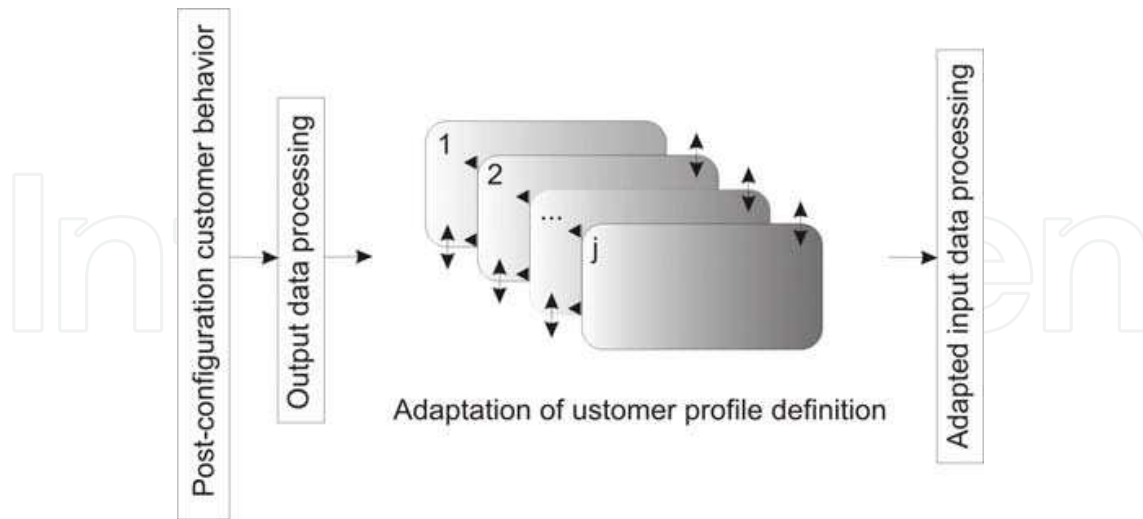 Post-configuration customer behavior
Output data processing
1
2
...
j
Adaptation of ustomer profile definition
Adapted input data processing